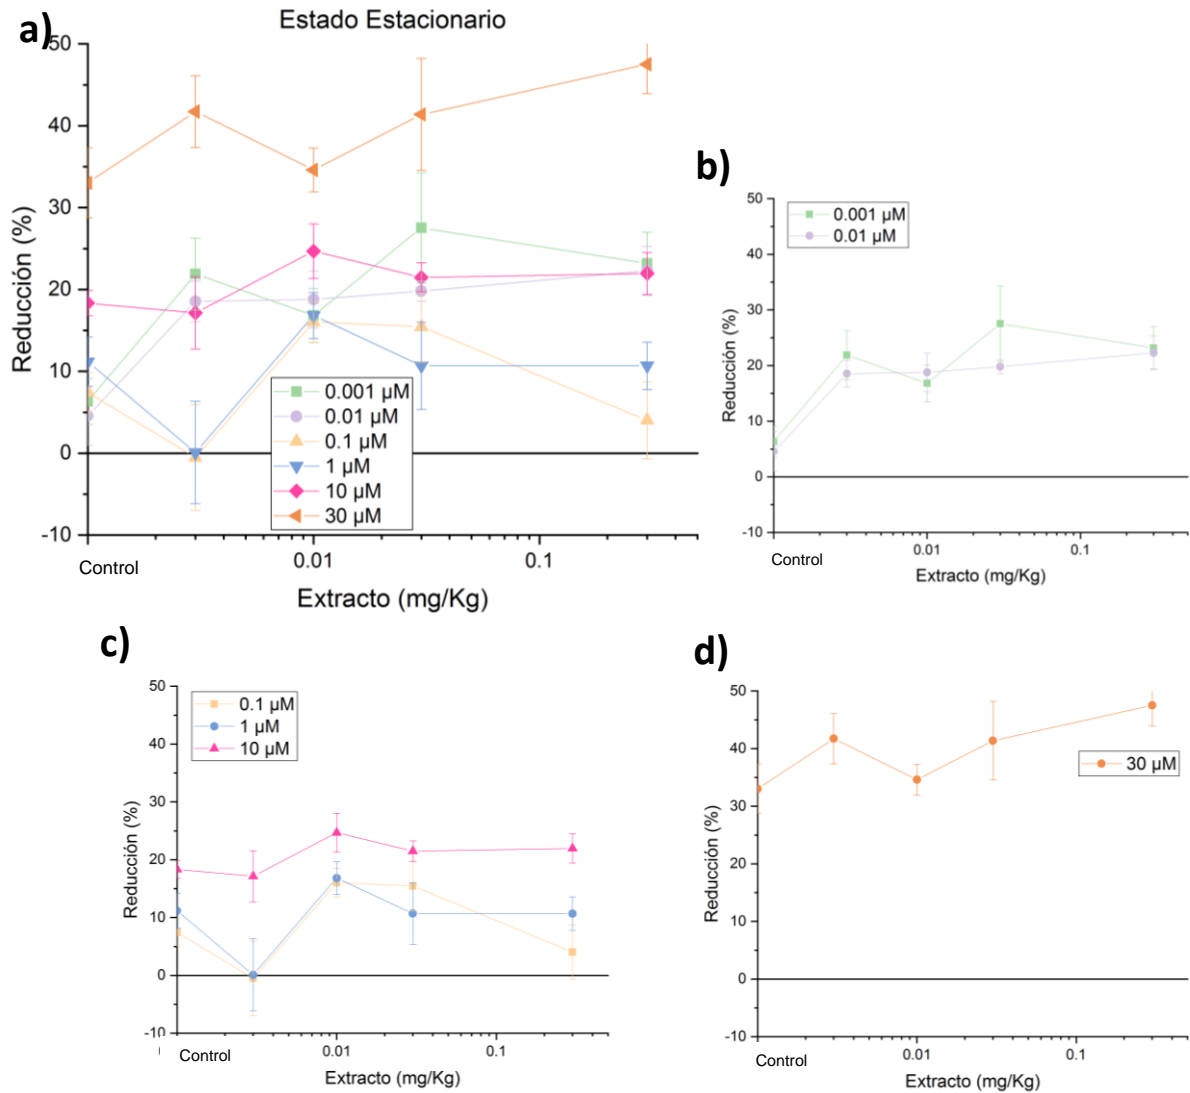 a)
Estado Estacionario
50
40
30
20
10
0
-10
Reducción (%)
0.001 µM
0.01 µM
0.1 µM
1 µM
10 µM
30 µM
Control
0.01
0.1
Extracto (mg/Kg)
b)
50
40
30
20
10
0
-10
Reducción (%)
0.001 µM
0.01 µM
Control
0.01
0.1
Extracto (mg/Kg)
c)
50
40
30
20
10
0
-10
Reducción (%)
0.1 µM
1 µM
10 µM
Control
0.01
0.1
Extracto (mg/Kg)
d)
50
40
30
20
10
0
-10
Reducción (%)
30 µM
Control
0.01
0.1
Extracto (mg/Kg)